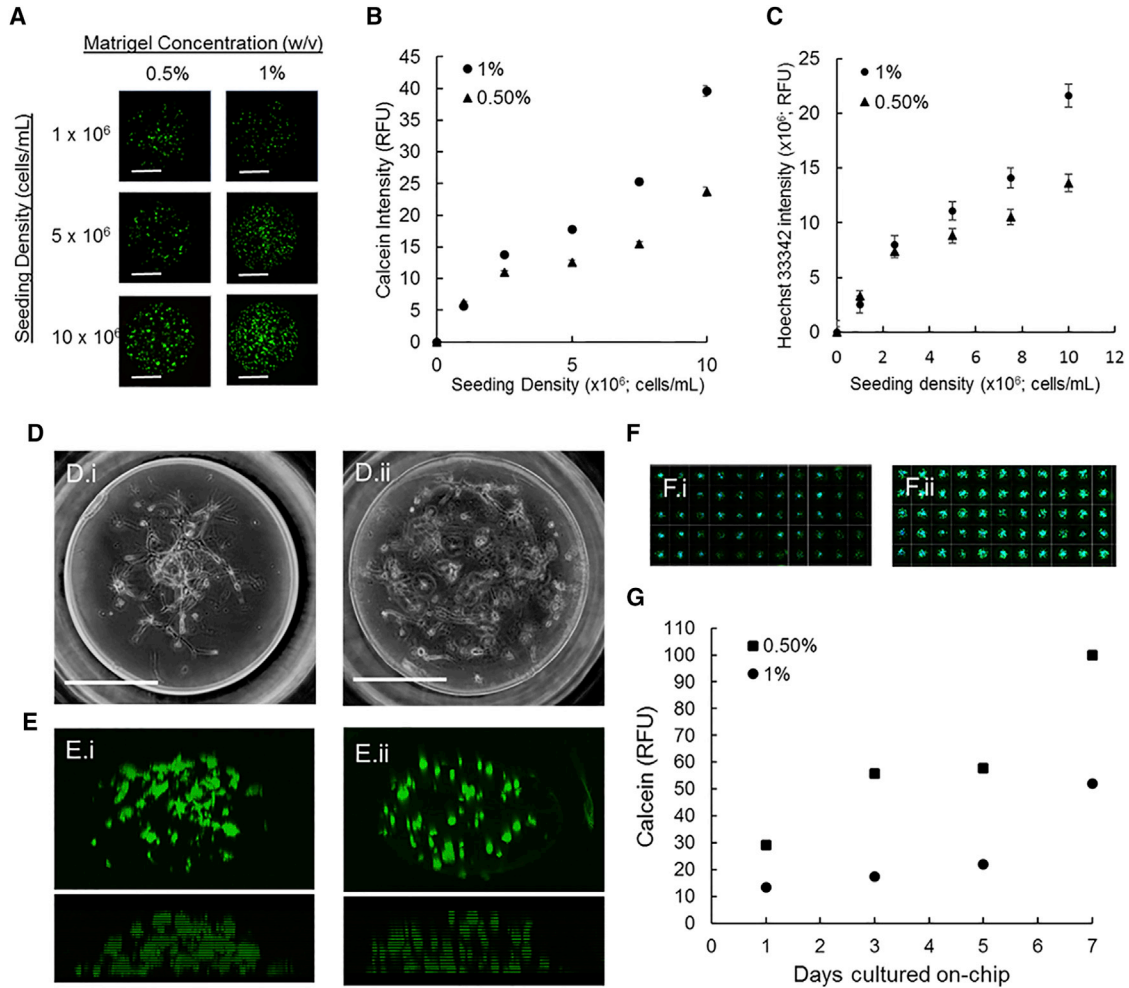 A
Matrigel Concentration (w/v)
0.5% 1%
Seeding Density (cells/mL)
1 x 10⁶
5 x 10⁶
10 x 10⁶
B
45
40
35
30
25
20
15
10
5
0
Calcein Intensity (RFU)
1%
0.50%
0 5 10
Seeding Density (x10⁶; cells/mL)
C
25
20
15
10
5
0
Hoechst 33342 intensity (x10⁶; RFU)
1%
0.50%
0 2 4 6 8 10 12
Seeding density (x10⁶; cells/mL)
D
D.i
D.ii
E
E.i
E.ii
F
F.i
F.ii
G
110
100
90
80
70
60
50
40
30
20
10
0
Calcein (RFU)
0.50%
1%
0 1 2 3 4 5 6 7
Days cultured on-chip